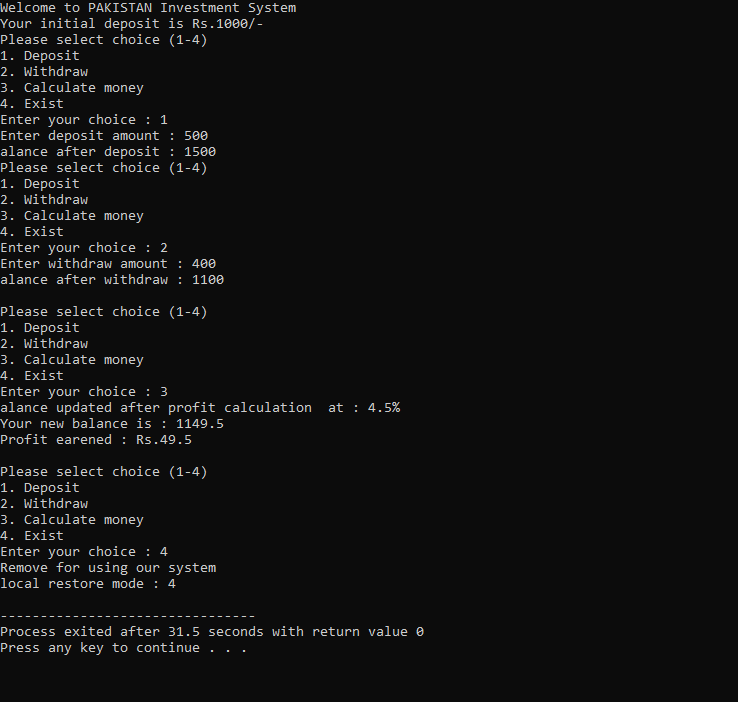 Welcome to PAKISTAN Investment System
Your initial deposit is Rs.1000/-
Please select choice (1-4)
1. Deposit
2. Withdraw
3. Calculate money
4. Exist
Enter your choice : 1
Enter deposit amount : 500
alance after deposit : 1500
Please select choice (1-4)
1. Deposit
2. Withdraw
3. Calculate money
4. Exist
Enter your choice : 2
Enter withdraw amount : 400
alance after withdraw : 1100
Please select choice (1-4)
1. Deposit
2. Withdraw
3. Calculate money
4. Exist
Enter your choice : 3
alance updated after profit calculation  at : 4.5%
Your new balance is : 1149.5
Profit earened : Rs.49.5
Please select choice (1-4)
1. Deposit
2. Withdraw
3. Calculate money
4. Exist
Enter your choice : 4
Remove for using our system
local restore mode : 4
--------------------------------
Process exited after 31.5 seconds with return value 0
Press any key to continue . . .